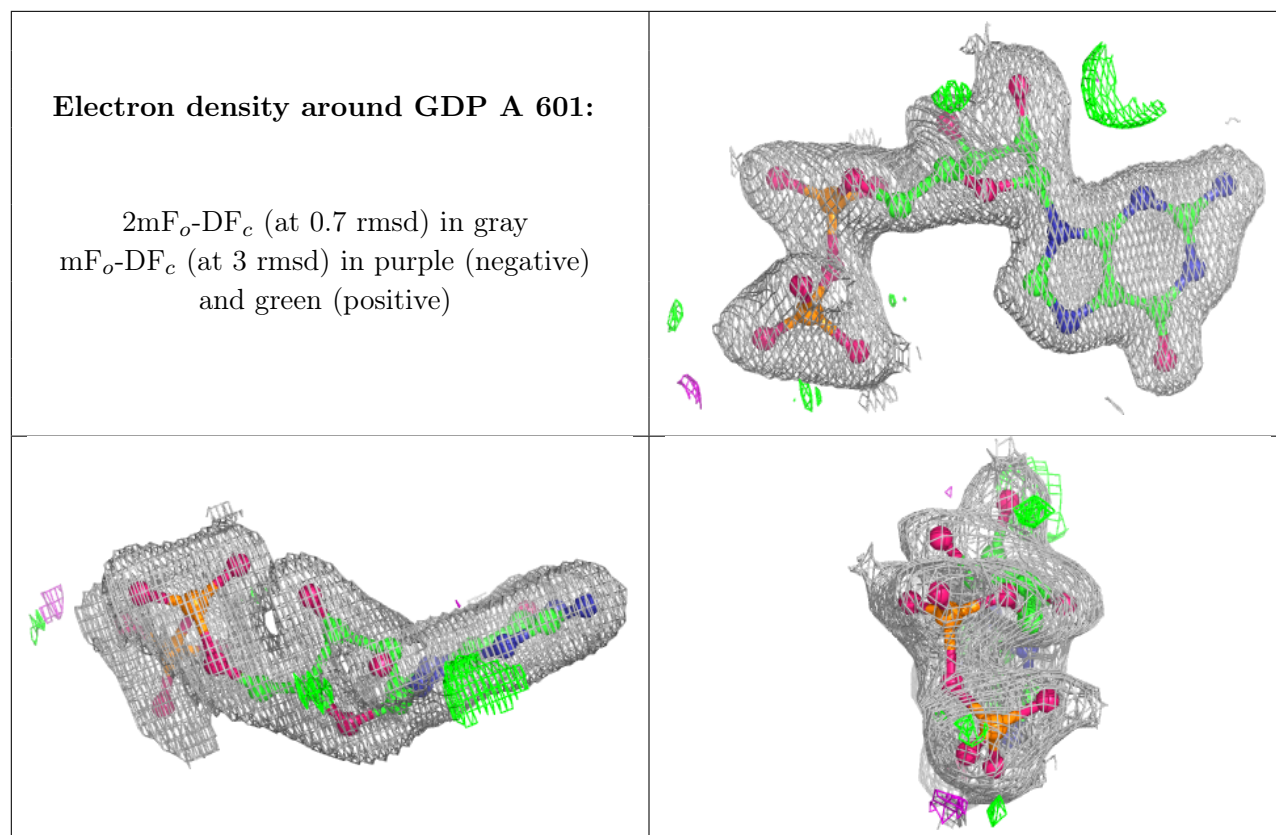 Electron density around GDP A 601:
2mFo-DFc (at 0.7 rmsd) in gray
mFo-DFc (at 3 rmsd) in purple (negative)
and green (positive)